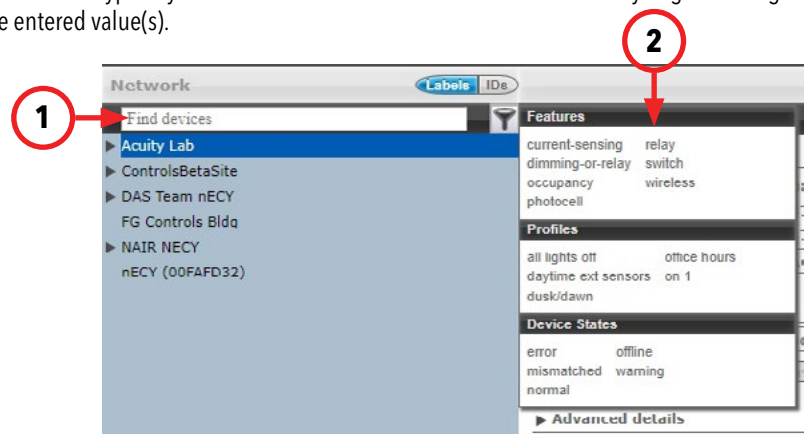 e entered value(s).
2
Network
Labels IDs
1
Find devices
Acuity Lab
ControlsBetaSite
DAS Team nECY
FG Controls Bldg
NAIR NECY
nECY (00FAFD32)
Features
current-sensing relay
dimming-or-relay switch
occupancy wireless
photocell
Profiles
all lights off office hours
daytime ext sensors on 1
dusk/dawn
Device States
error offline
mismatched warning
normal
Advanced details